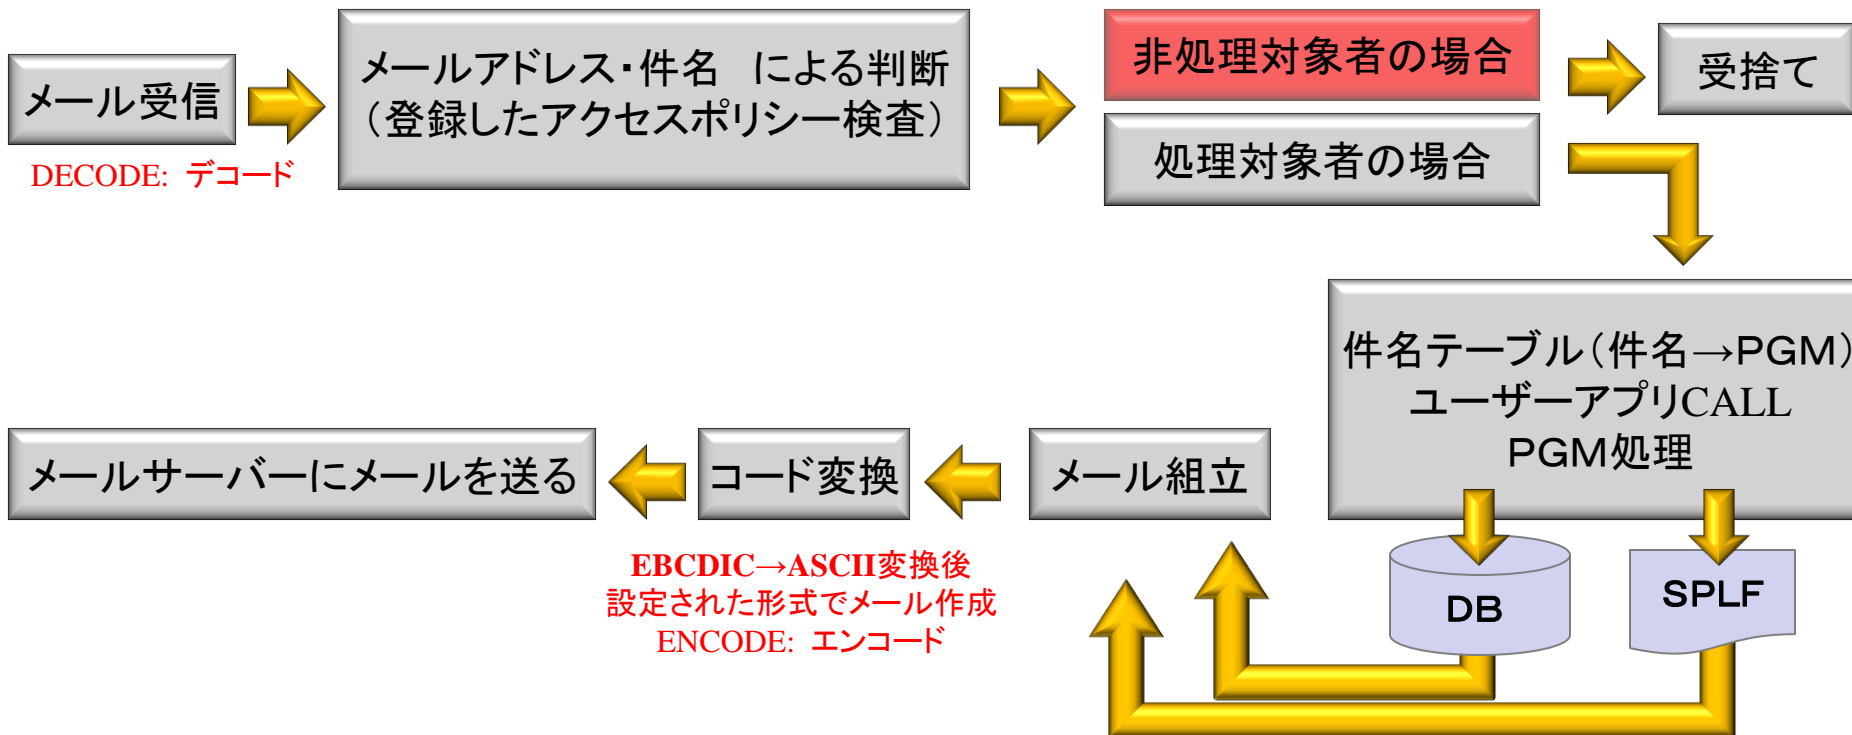 メール受信
DECODE: デコード
メールアドレス・件名　による判断
（登録したアクセスポリシー検査）
非処理対象者の場合
受捨て
処理対象者の場合
件名テーブル（件名→PGM）
ユーザーアプリCALL
PGM処理
DB
SPLF
メール組立
コード変換
EBCDIC→ASCII変換後
設定された形式でメール作成
ENCODE: エンコード
メールサーバーにメールを送る